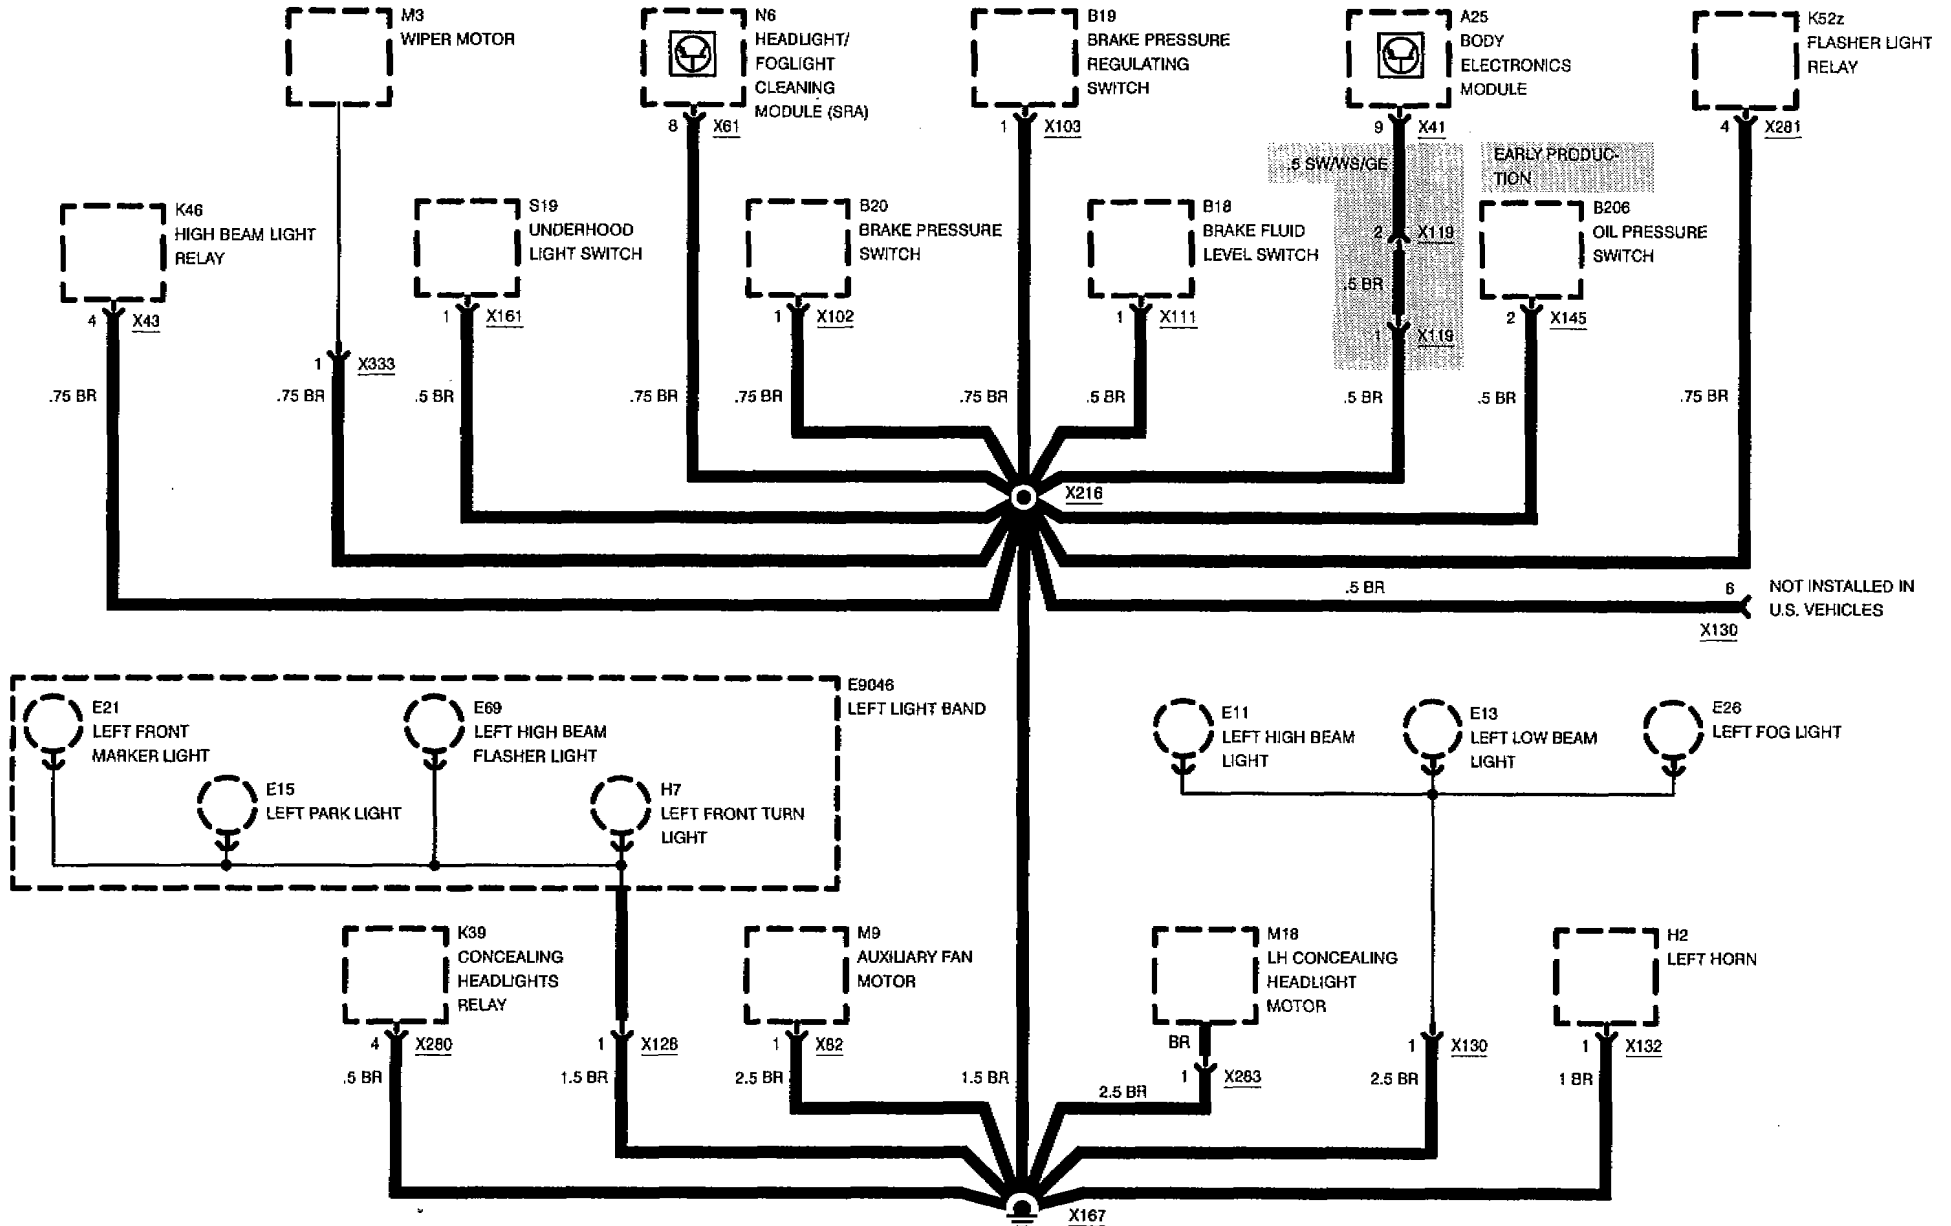 M3
WIPER MOTOR
N6
HEADLIGHT/
FOGLIGHT
CLEANING
MODULE (SRA)
B19
BRAKE PRESSURE
REGULATING
SWITCH
A25
BODY
ELECTRONICS
MODULE
K52z
FLASHER LIGHT
RELAY
8 X61
1 X103
9 X41
4 X281
.5 SW/WS/GE
EARLY PRODUC-
TION
K46
HIGH BEAM LIGHT
RELAY
S19
UNDERHOOD
LIGHT SWITCH
B20
BRAKE PRESSURE
SWITCH
B18
BRAKE FLUID
LEVEL SWITCH
2 X119
.5 BR
1 X119
B206
OIL PRESSURE
SWITCH
4 X43
1 X161
1 X102
1 X111
2 X145
1 X333
.75 BR
.75 BR
.5 BR
.75 BR
.75 BR
.75 BR
.5 BR
.5 BR
.5 BR
.75 BR
X216
.5 BR
6
NOT INSTALLED IN
U.S. VEHICLES
X130
E9046
LEFT LIGHT BAND
E21
LEFT FRONT
MARKER LIGHT
E69
LEFT HIGH BEAM
FLASHER LIGHT
E15
LEFT PARK LIGHT
H7
LEFT FRONT TURN
LIGHT
E11
LEFT HIGH BEAM
LIGHT
E13
LEFT LOW BEAM
LIGHT
E26
LEFT FOG LIGHT
K39
CONCEALING
HEADLIGHTS
RELAY
M9
AUXILIARY FAN
MOTOR
M18
LH CONCEALING
HEADLIGHT
MOTOR
H2
LEFT HORN
4 X280
1 X128
1 X82
BR
1 X283
1 X130
1 X132
.5 BR
1.5 BR
2.5 BR
1.5 BR
2.5 BR
2.5 BR
1 BR
X167